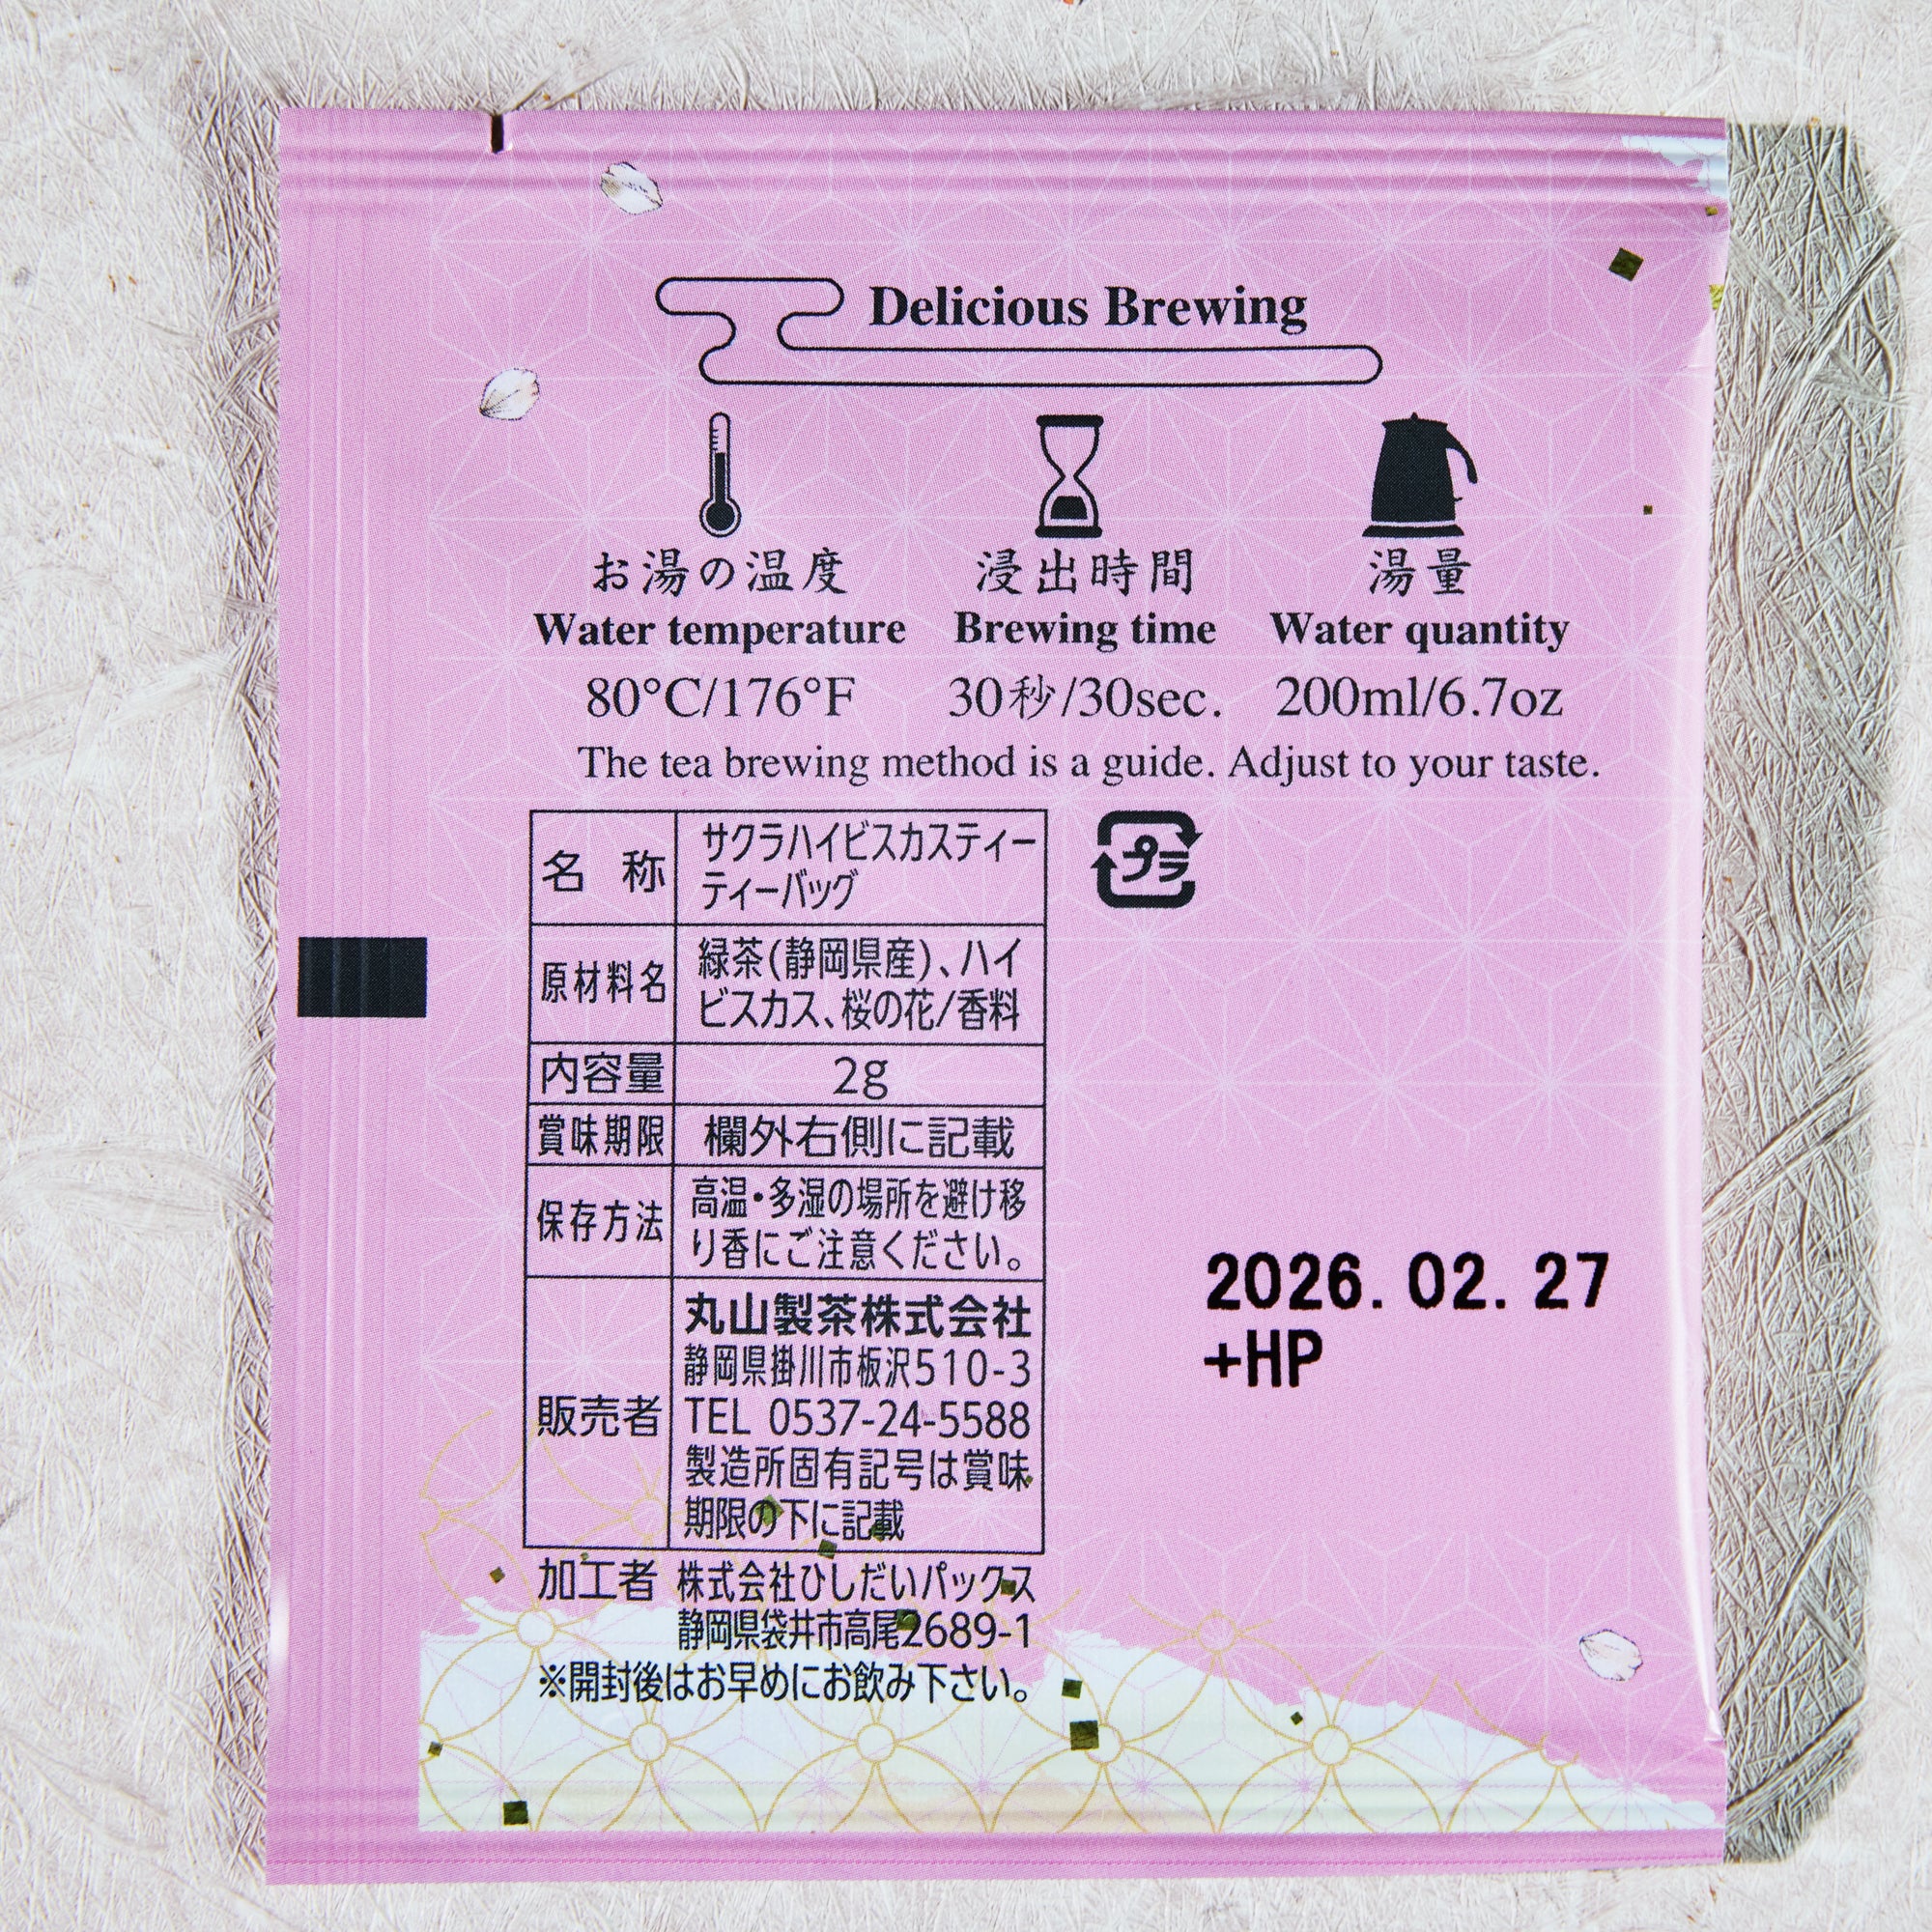 Delicious Brewing
お湯の温度 浸出時間 湯量
Water temperature Brewing time Water quantity
80°C/176°F 30秒/30sec. 200ml/6.7oz
The tea brewing method is a guide. Adjust to your taste.
名称 サクラハイビスカスティー
ティーバッグ
プラ
原材料名 緑茶(静岡県産)、ハイ
ビスカス、桜の花/香料
内容量 2g
賞味期限 欄外右側に記載
保存方法 高温・多湿の場所を避け移
り香にご注意ください。
販売者 丸山製茶株式会社
静岡県掛川市板沢510-3
TEL 0537-24-5588
製造所固有記号は賞味
期限の下に記載
2026.02.27
+HP
加工者 株式会社ひしだいパックス
静岡県袋井市高尾2689-1
※開封後はお早めにお飲み下さい。